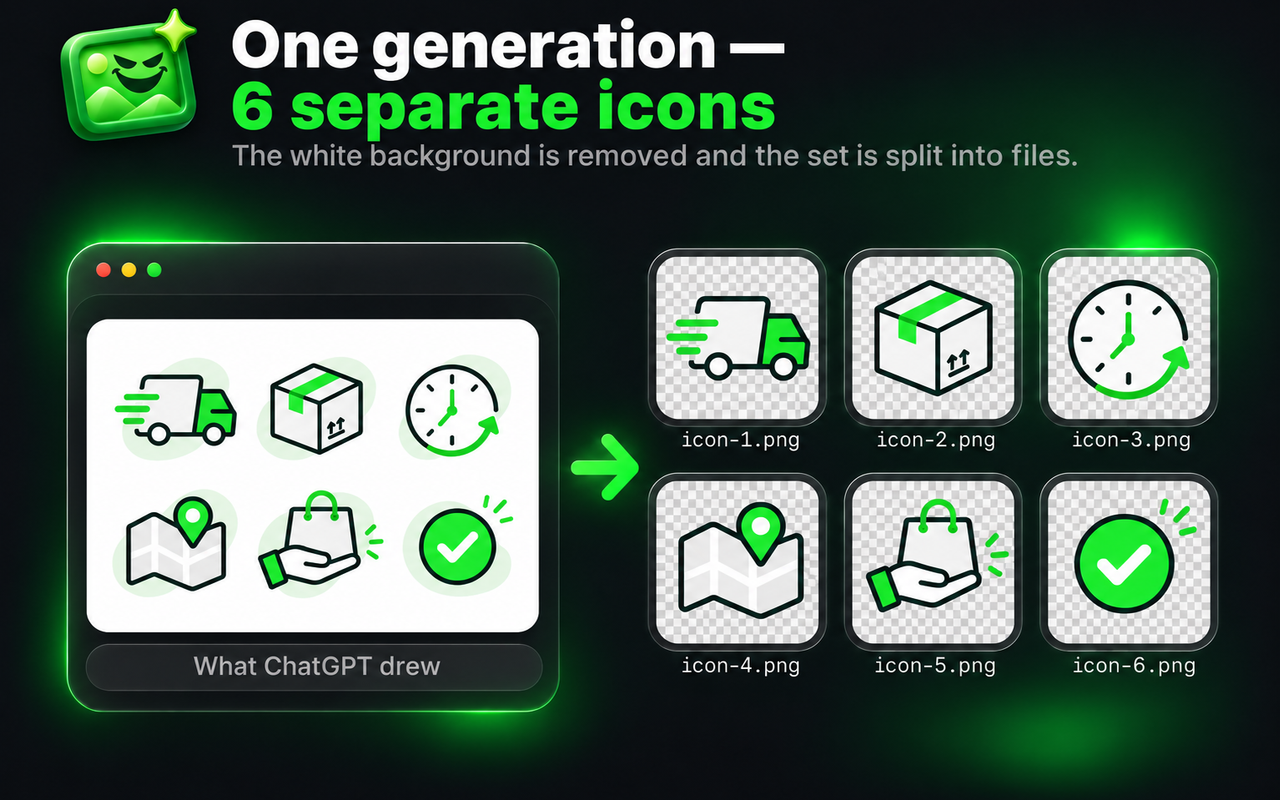 One generation —
6 separate icons
The white background is removed and the set is split into files.
What ChatGPT drew
icon-1.png
icon-2.png
icon-3.png
icon-4.png
icon-5.png
icon-6.png